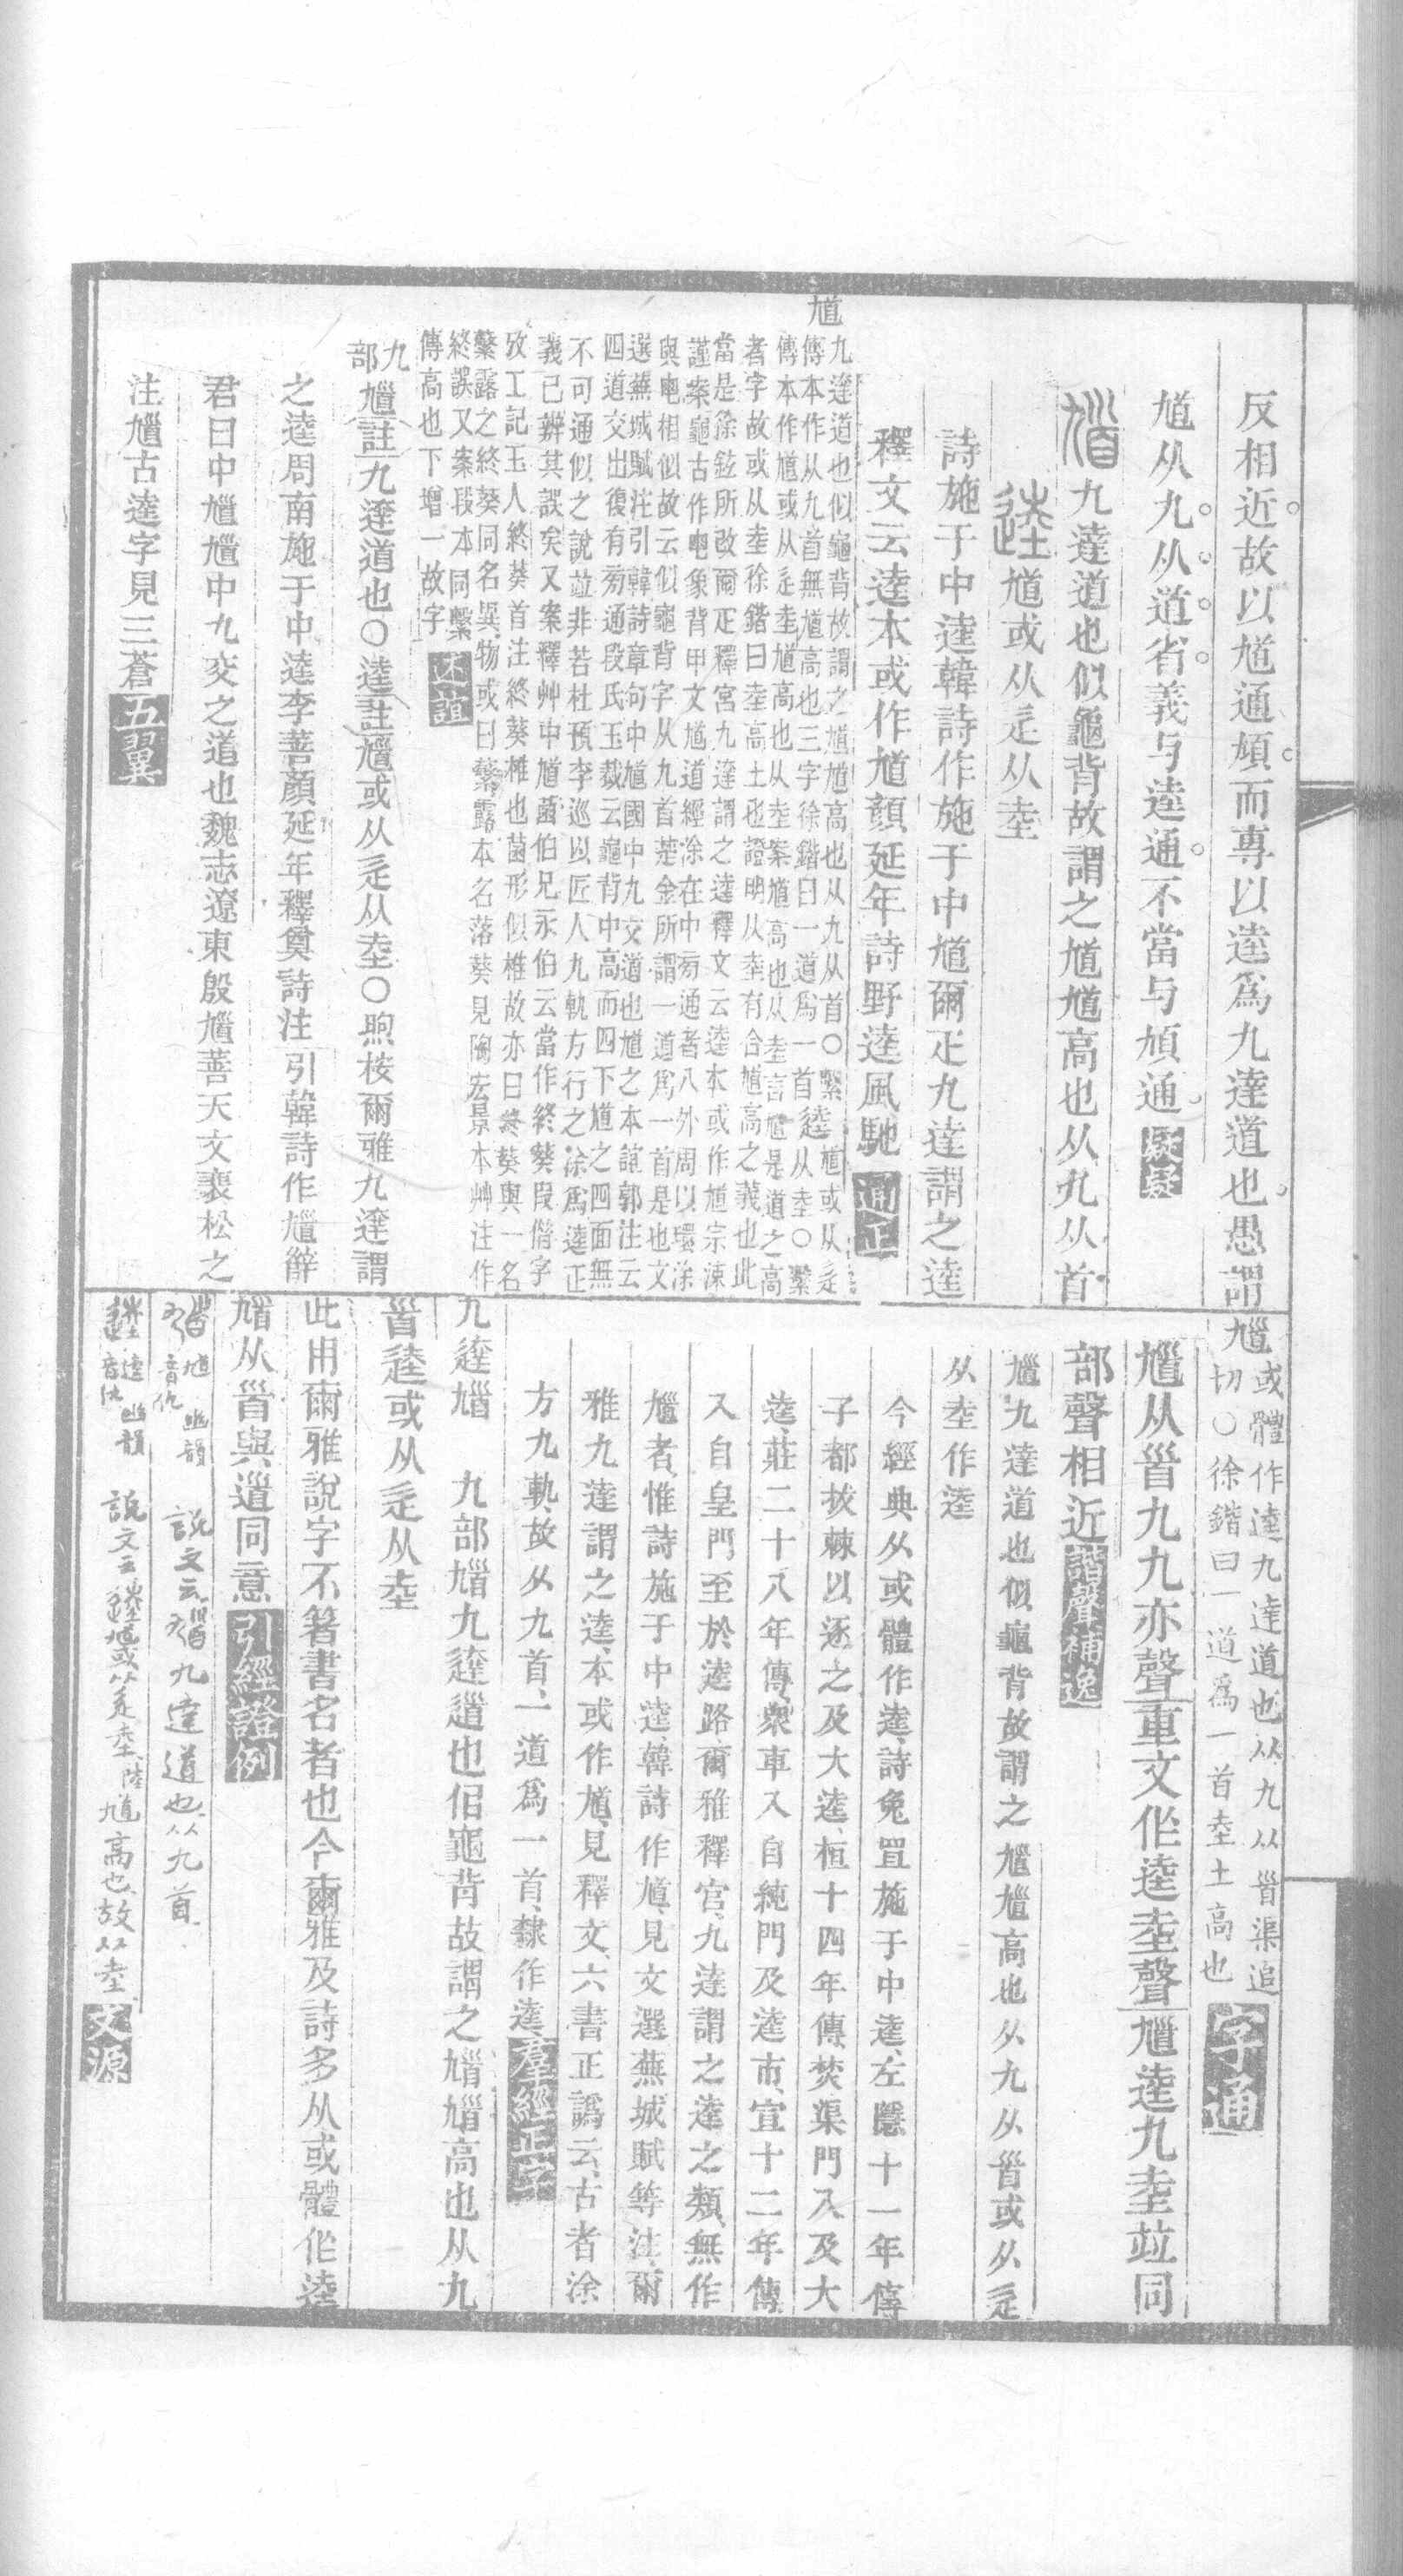 反相近故以馗通頄而專以逵爲九達道也愚謂
馗从九从道省義与逵通不當与頄通
馗九達道也似龜背故謂之馗馗高也从九从首
逵馗或从辵从坴
詩施于中逵韓詩作施于中馗爾疋九達謂之逵
釋文云逵本或作馗顏延年詩野逵風馳通正
馗
九達道也似龜背故謂之馗馗高也从九从首〇繫馗或从辵
傳本作从九首無馗高也三字徐鍇曰一道爲一首逵从坴〇繫
傳本作馗或从辵坴馗高也从坴案馗高也从坴言馗是道之高
者字故或从坴徐鍇曰坴高土也證明从坴有合馗高之義也此
當是徐鉉所改爾疋釋宮九達謂之逵釋文云逵本或作馗宗涑
謹案龜古作𪚦象背甲文馗道經涂在中㫄通者八外周以環涂
與𪚦相似故云似龜背字从九首楚金所謂一道爲一首是也文
選蕪城賦注引韓詩章句中馗馗中九交道也馗之本誼郭注云
四道交出復有㫄通段氏玉裁云龜背中高而四下馗之四面無
不可通似之說竝非若杜預李巡以匠人九軌方行之涂爲逵正
義已辨其誤矣又案釋艸中馗菌伯兄永伯云當作終葵段偕字
攷工記玉人終葵首注終葵椎也菌形似椎故亦曰終葵與一名
蘩露之終葵同名異物或曰蘩露本名落葵見陶宏景本艸注作
終誤又案段本同繫
傳高也下增一故字述誼
九部
馗註九達道也〇逵註馗或从辵从坴〇煦桉爾雅九達謂
之逵周南施于中逵李善顏延年釋奠詩注引韓詩作馗薛
君曰中馗馗中九交之道也魏志遼東殷馗善天文裴松之
注馗古逵字見三蒼五翼
馗
或體作逵九達道也从九从𩠐渠追
切〇徐鍇曰一道爲一首坴土高也字通
馗从𩠐九九亦聲重文作逵坴聲馗逵九坴竝同
部聲相近諧聲補逸
馗九達道也似龜背故謂之馗馗高也从九从𩠐或从辵
从坴作逵
今經典从或體作逵詩兔罝施于中逵左隱十一年傳
子都拔棘以逐之及大逵桓十四年傳焚渠門入及大
逵莊二十八年傳衆車入自純門及逵市宣十二年傳
入自皇門至於逵路爾雅釋宮九達謂之逵之類無作
馗者惟詩施于中逵韓詩作馗見文選蕪城賦等注爾
雅九達謂之逵本或作馗見釋文六書正譌云古者涂
方九軌故从九首一道爲一首隸作逵羣經正字
九達馗　九部馗九達道也佀龜背故謂之馗馗高也从九
𩠐逵或从辵从坴
此用爾雅說字不箸書名者也今爾雅及詩多从或體作逵
馗从𩠐與道同意引經證例
馗馗音仇幽韻　說文云馗九達道也从九首
逵逵音仇幽韻　說文云逵馗或从辵坴陸馗高也故从坴文源